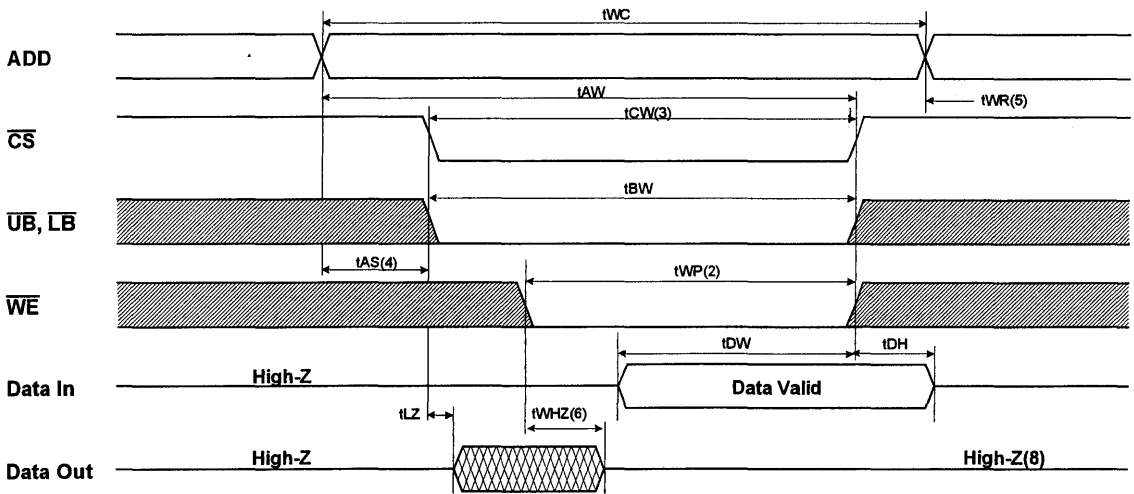 tWC
ADD
tAW
tWR(5)
tCW(3)
CS
tBW
UB, LB
tAS(4)
tWP(2)
WE
tDW
tDH
High-Z
Data In
Data Valid
tLZ
tWHZ(6)
High-Z
High-Z(8)
Data Out